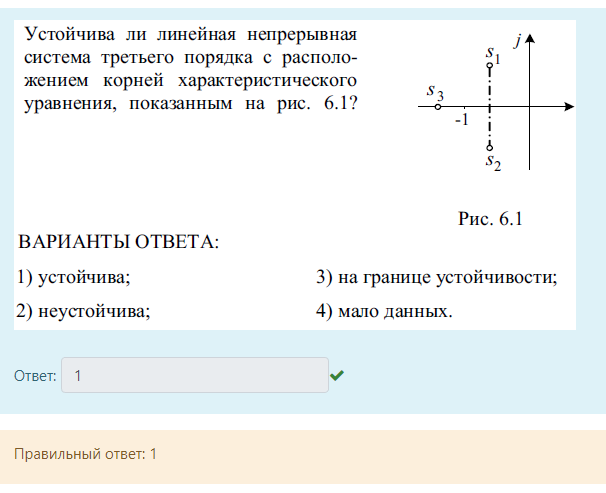 Устойчива ли линейная непрерывная
система третьего порядка с располо-
жением корней характеристического
уравнения, показанным на рис. 6.1?
j
s1
s3
-1
s2
Рис. 6.1
ВАРИАНТЫ ОТВЕТА:
1) устойчива;
3) на границе устойчивости;
2) неустойчива;
4) мало данных.
Ответ: 1
Правильный ответ: 1